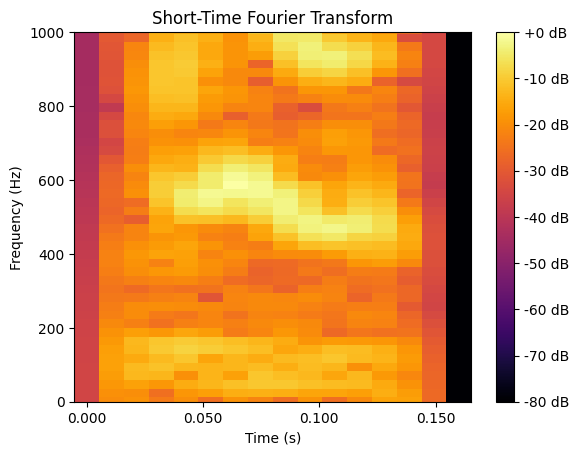 Short-Time Fourier Transform
1000
800
600
400
200
0
Frequency (Hz)
0.000
0.050
0.100
0.150
Time (s)
+0 dB
-10 dB
-20 dB
-30 dB
-40 dB
-50 dB
-60 dB
-70 dB
-80 dB